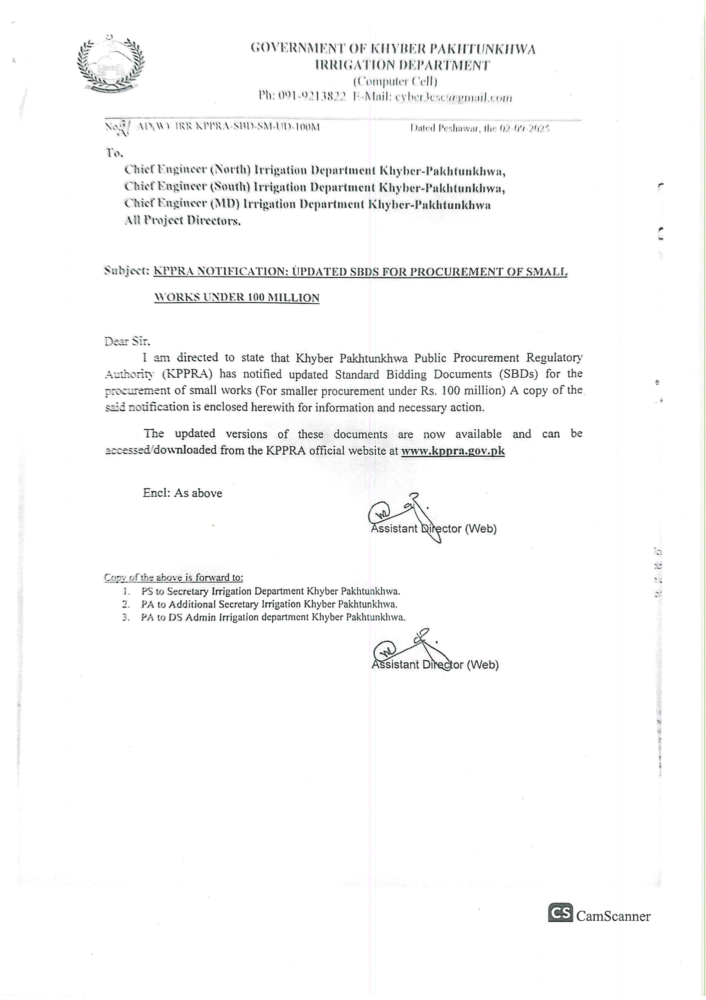 GOVERNMENT OF KHYBER PAKHTUNKHWA
IRRIGATION DEPARTMENT
(Computer Cell)
Ph: 091-9213822 E-Mail: cyber3esc@gmail.com
No. AD(W) IRR KPPRA-SBD-SM-UD-100M Dated Peshawar, the 02-09-2025
To,
Chief Engineer (North) Irrigation Department Khyber-Pakhtunkhwa,
Chief Engineer (South) Irrigation Department Khyber-Pakhtunkhwa,
Chief Engineer (MD) Irrigation Department Khyber-Pakhtunkhwa
All Project Directors.
Subject: KPPRA NOTIFICATION: UPDATED SBDS FOR PROCUREMENT OF SMALL
WORKS UNDER 100 MILLION
Dear Sir,
I am directed to state that Khyber Pakhtunkhwa Public Procurement Regulatory
Authority (KPPRA) has notified updated Standard Bidding Documents (SBDs) for the
procurement of small works (For smaller procurement under Rs. 100 million) A copy of the
said notification is enclosed herewith for information and necessary action.
The updated versions of these documents are now available and can be
accessed/downloaded from the KPPRA official website at www.kppra.gov.pk
Encl: As above
Assistant Director (Web)
Copy of the above is forward to:
1. PS to Secretary Irrigation Department Khyber Pakhtunkhwa.
2. PA to Additional Secretary Irrigation Khyber Pakhtunkhwa.
3. PA to DS Admin Irrigation department Khyber Pakhtunkhwa.
Assistant Director (Web)
CS CamScanner